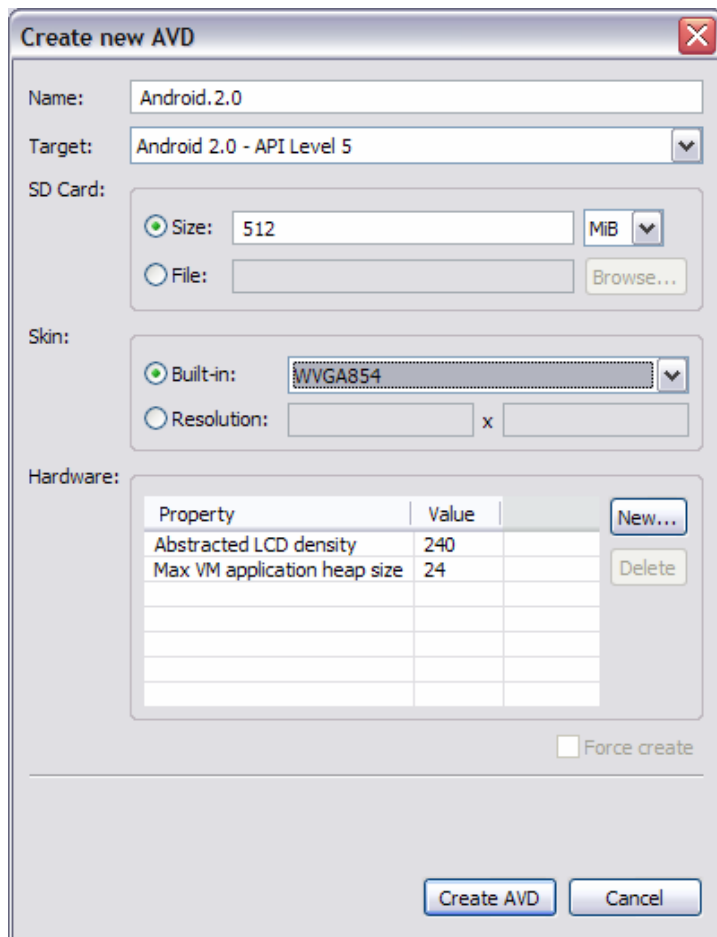 Create new AVD
Name: Android.2.0
Target: Android 2.0 - API Level 5
SD Card:
Size: 512 MiB
File: Browse...
Skin:
Built-in: WVGA854
Resolution: x
Hardware:
Property Value New...
Abstracted LCD density 240
Max VM application heap size 24 Delete
Force create
Create AVD Cancel